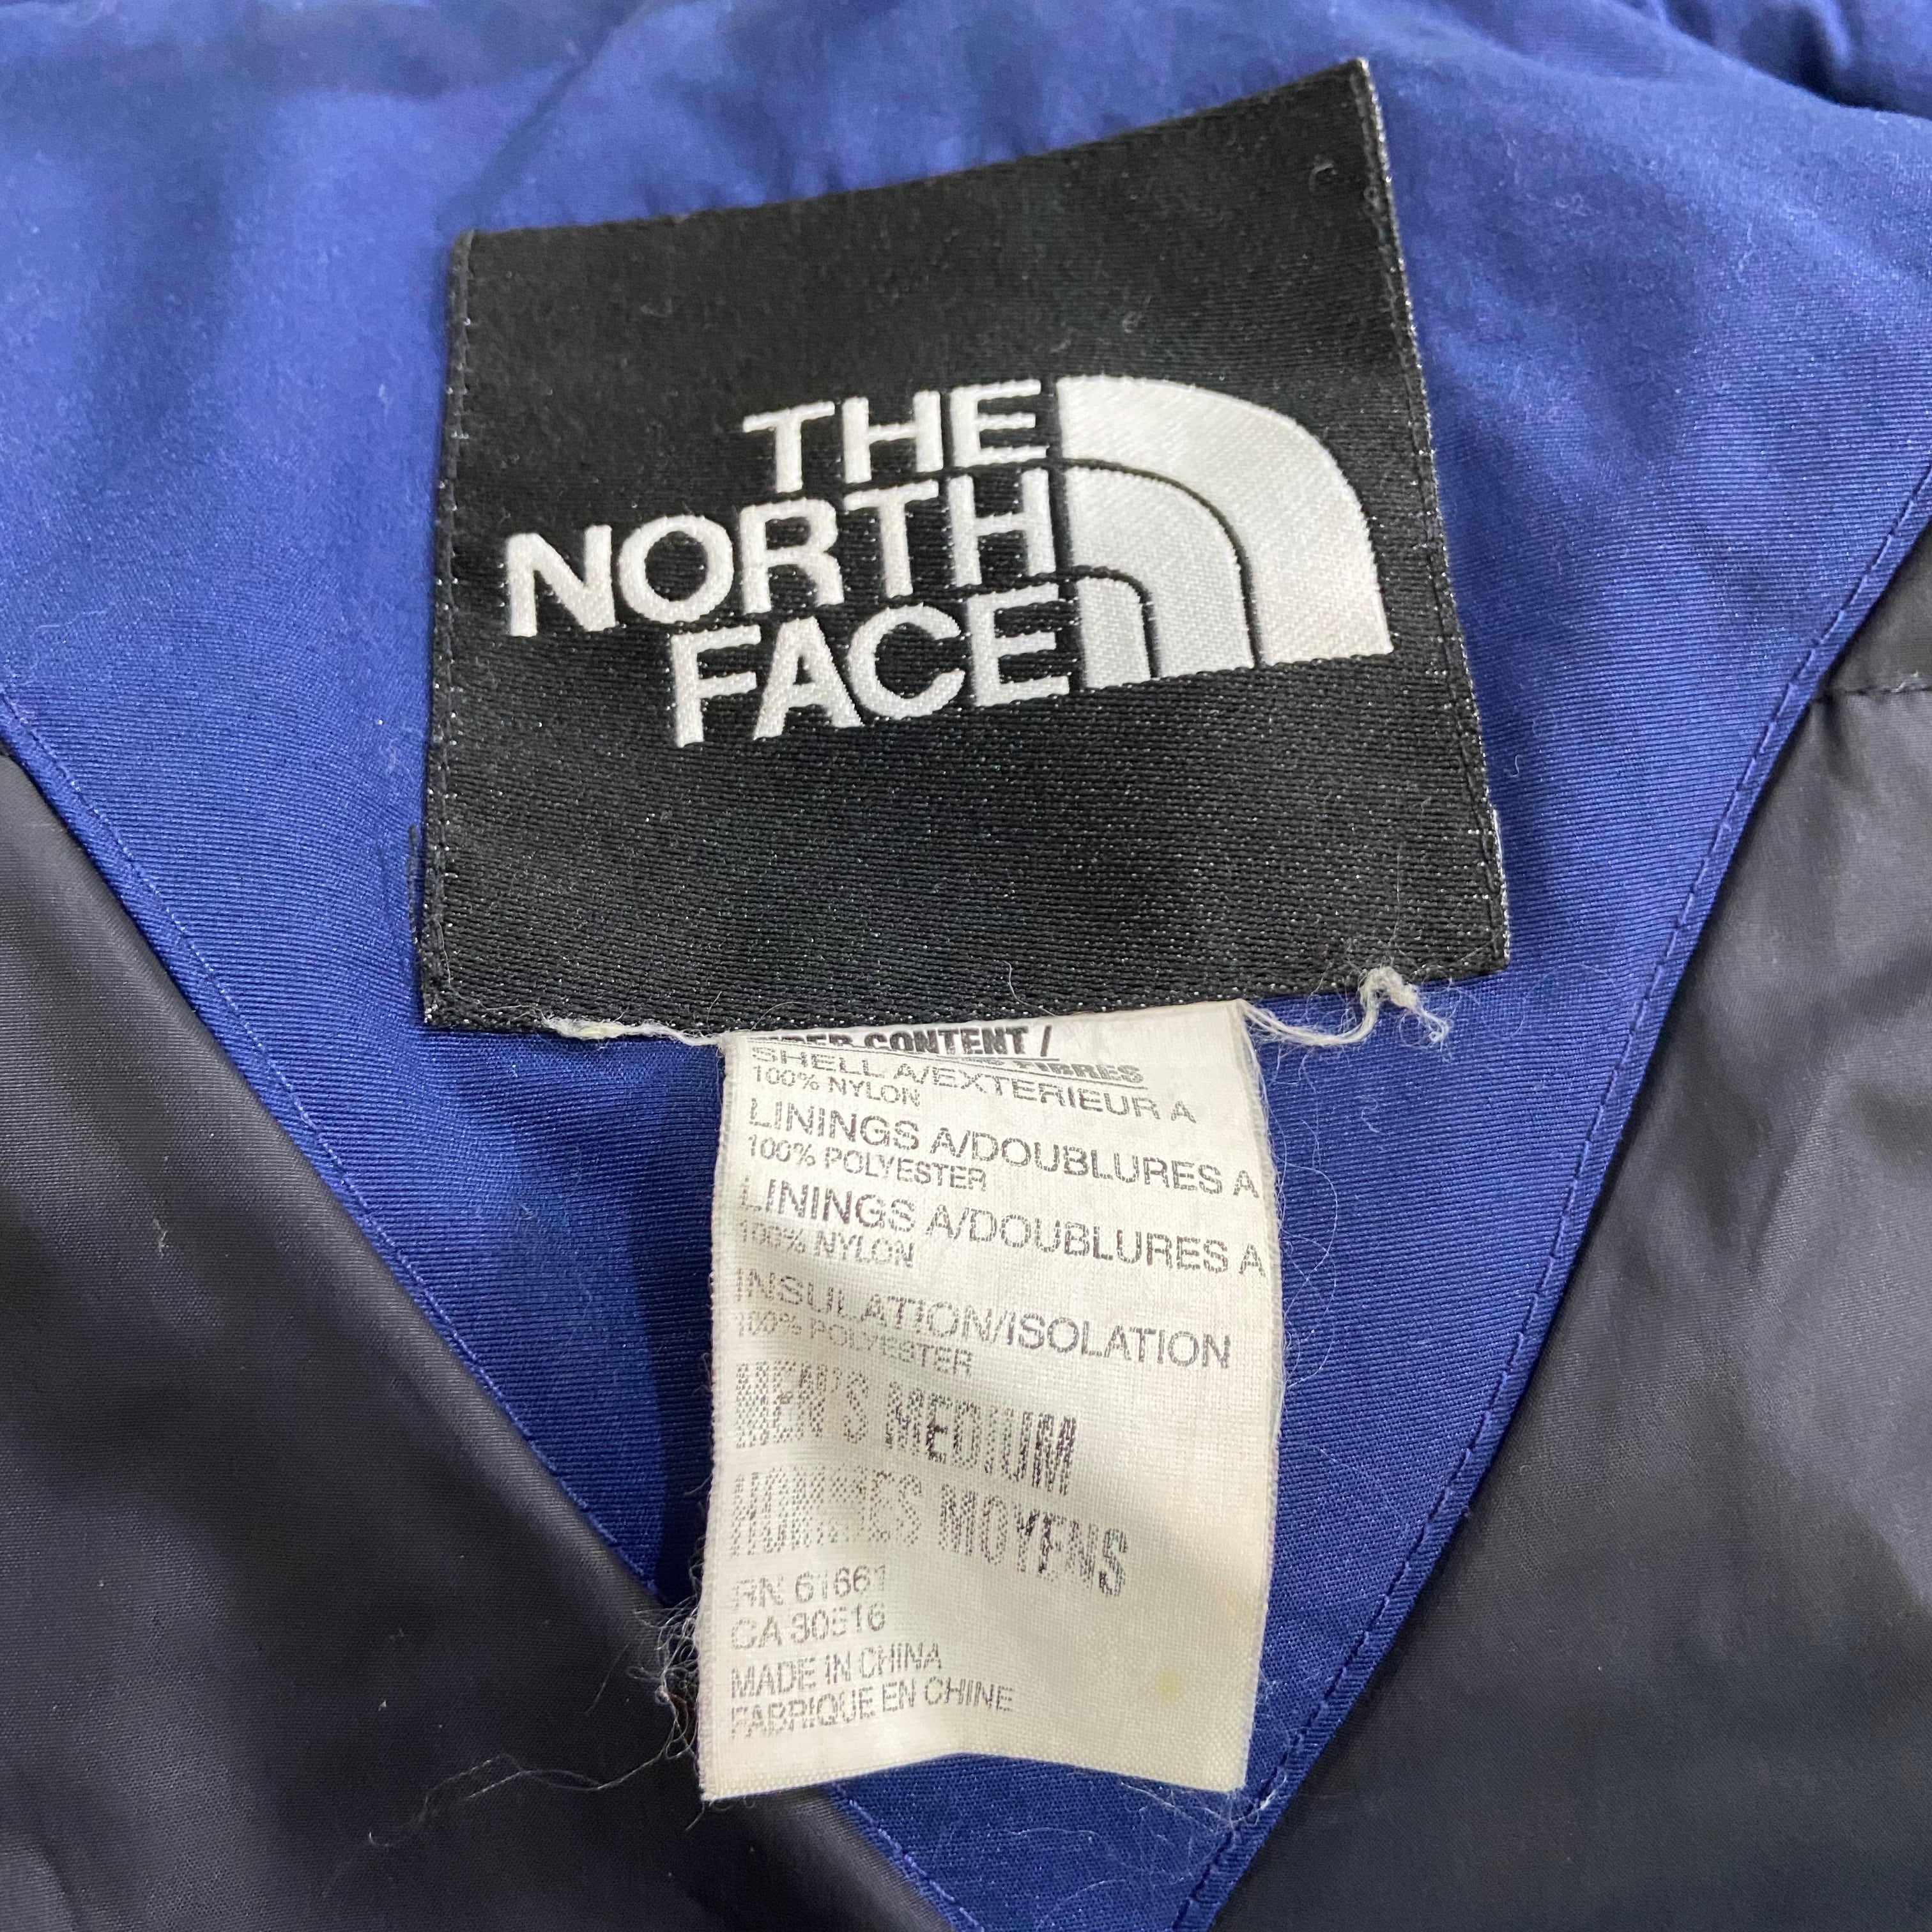 THE
NORTH
FACE
CONTENT /
FIBRES
SHELL A/EXTERIEUR A
100% NYLON
LININGS A/DOUBLURES A
100% POLYESTER
LININGS A/DOUBLURES A
100% NYLON
INSULATION/ISOLATION
100% POLYESTER
MEN'S MEDIUM
HOMMES MOYENS
RN 61661
CA 30516
MADE IN CHINA
FABRIQUE EN CHINE